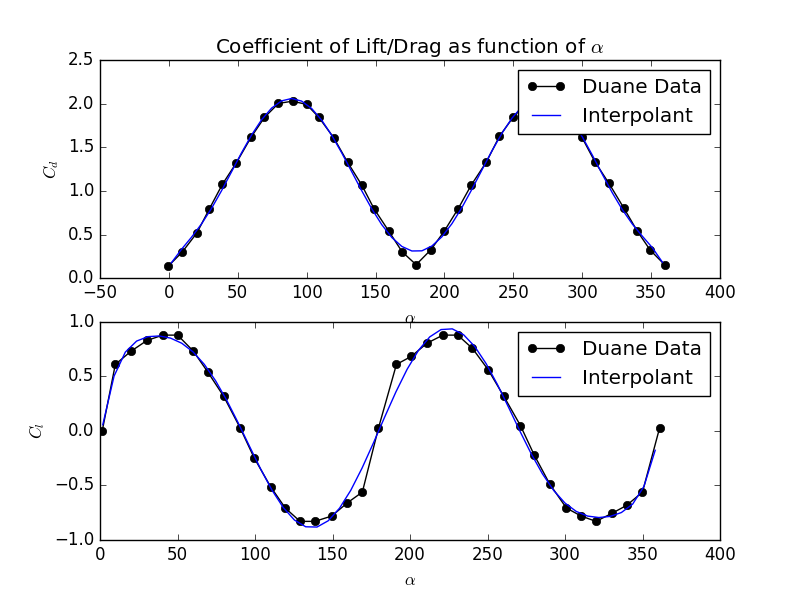 Coefficient of Lift/Drag as function of α
2.5
2.0
1.5
1.0
0.5
0.0
C_d
Duane Data
Interpolant
−50 0 50 100 150 200 250 300 350 400
α
1.0
0.5
0.0
−0.5
−1.0
C_l
Duane Data
Interpolant
0 50 100 150 200 250 300 350 400
α